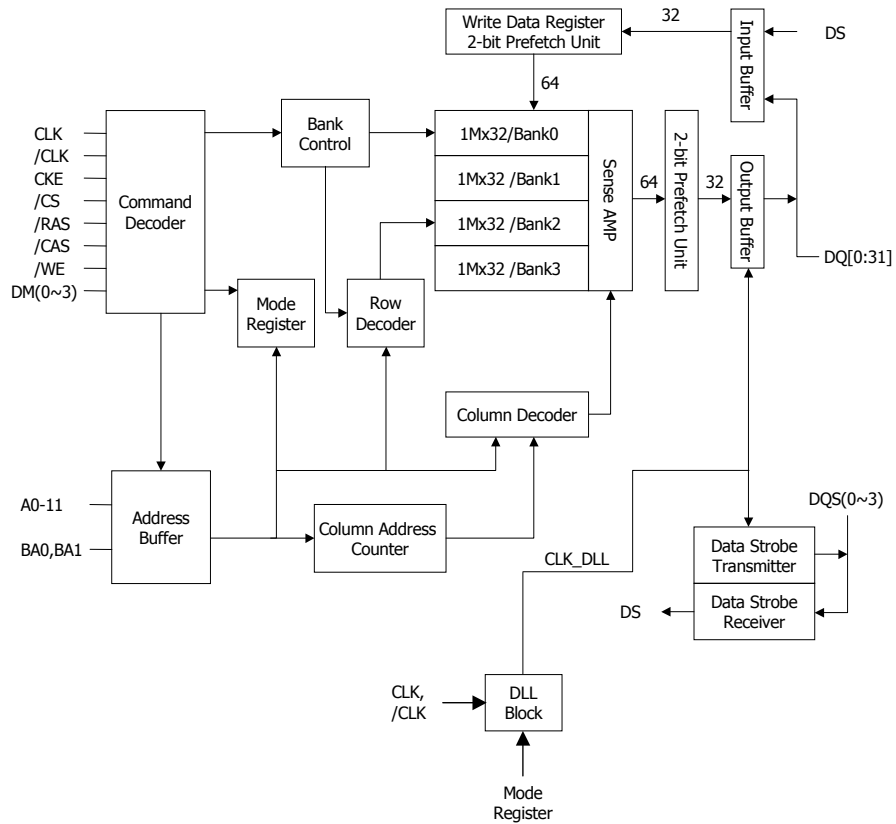 Write Data Register
2-bit Prefetch Unit
32
Input Buffer
DS
64
CLK
/CLK
CKE
/CS
/RAS
/CAS
/WE
DM(0~3)
Command
Decoder
Bank
Control
1Mx32/Bank0
1Mx32 /Bank1
1Mx32 /Bank2
1Mx32 /Bank3
Sense AMP
64
2-bit Prefetch Unit
32
Output Buffer
DQ[0:31]
Mode
Register
Row
Decoder
Column Decoder
A0-11
BA0,BA1
Address
Buffer
Column Address
Counter
CLK_DLL
DQS(0~3)
Data Strobe
Transmitter
Data Strobe
Receiver
DS
CLK,
/CLK
DLL
Block
Mode
Register